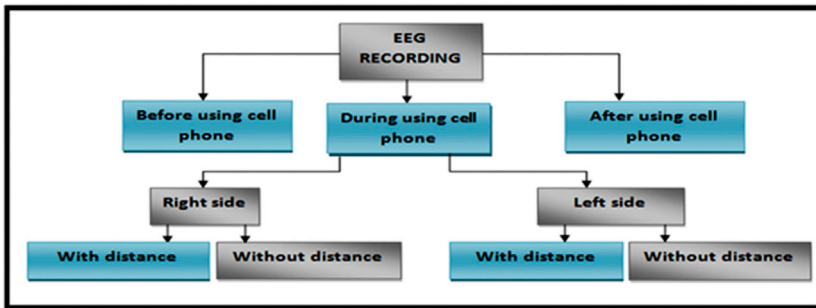 EEG
RECORDING
Before using cell
phone
During using cell
phone
After using cell
phone
Right side
Left side
With distance
Without distance
With distance
Without distance